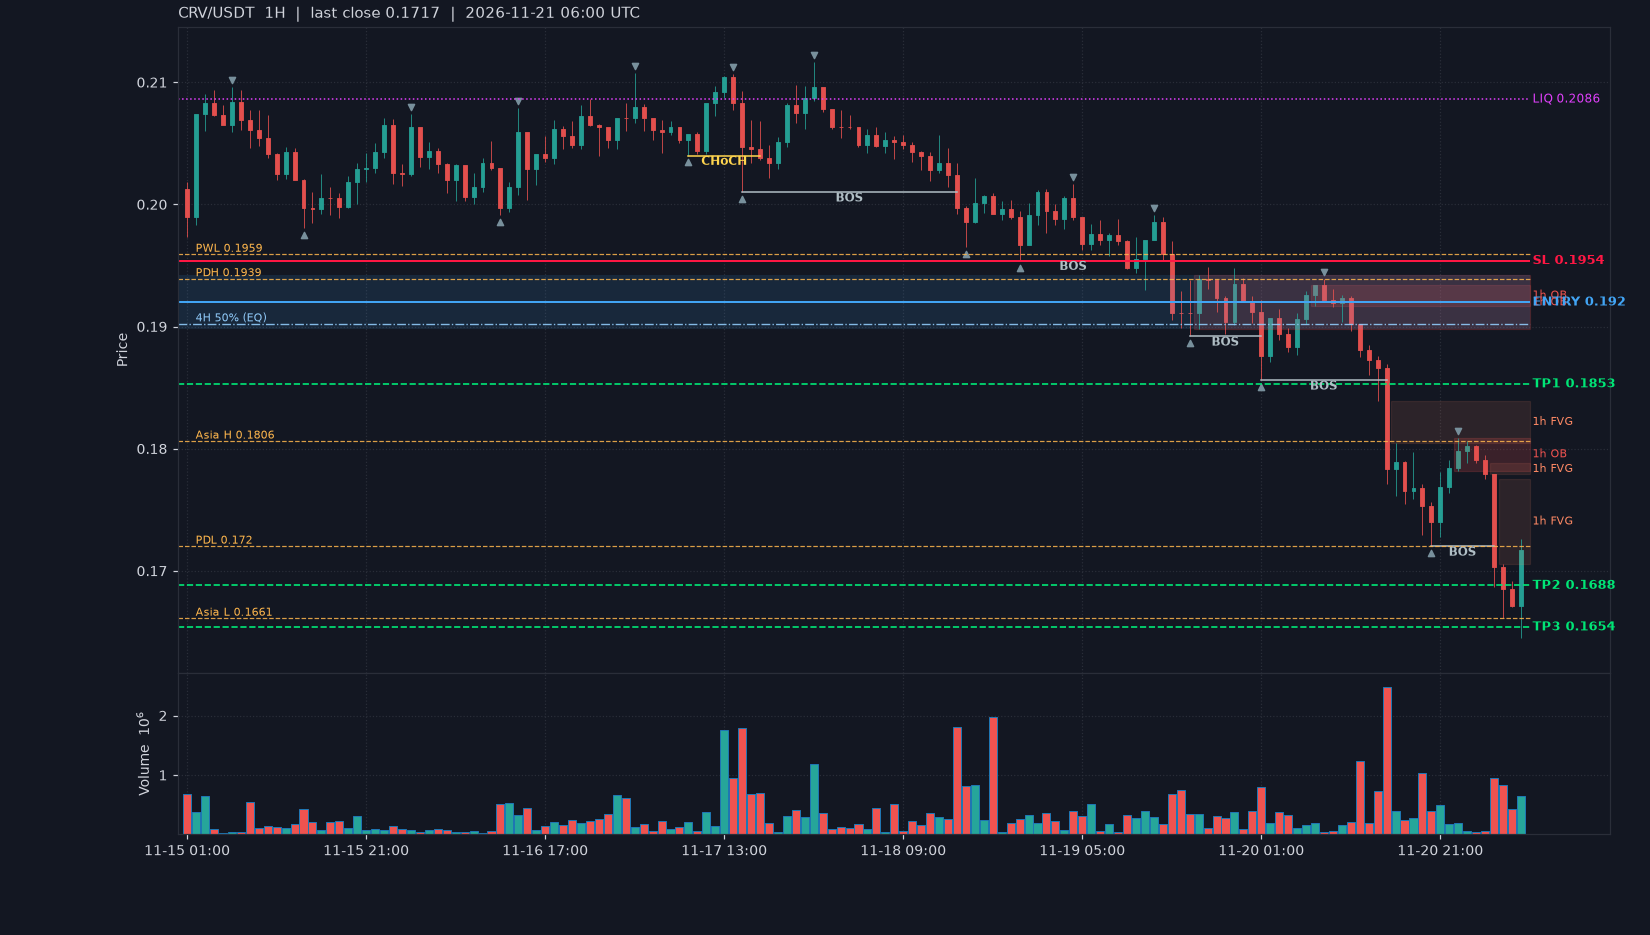 CRV/USDT 1H | last close 0.1717 | 2026-11-21 06:00 UTC
0.21
LIQ 0.2086
CHoCH
0.20
BOS
PWL 0.1959
SL 0.1954
BOS
PDH 0.1939
1h OB
ENTRY 0.192
4H 50% (EQ)
0.19
BOS
Price
TP1 0.1853
BOS
1h FVG
Asia H 0.1806
0.18
1h OB
1h FVG
1h FVG
PDL 0.172
BOS
0.17
TP2 0.1688
Asia L 0.1661
TP3 0.1654
Volume 10⁶
2
1
11-15 01:00
11-15 21:00
11-16 17:00
11-17 13:00
11-18 09:00
11-19 05:00
11-20 01:00
11-20 21:00